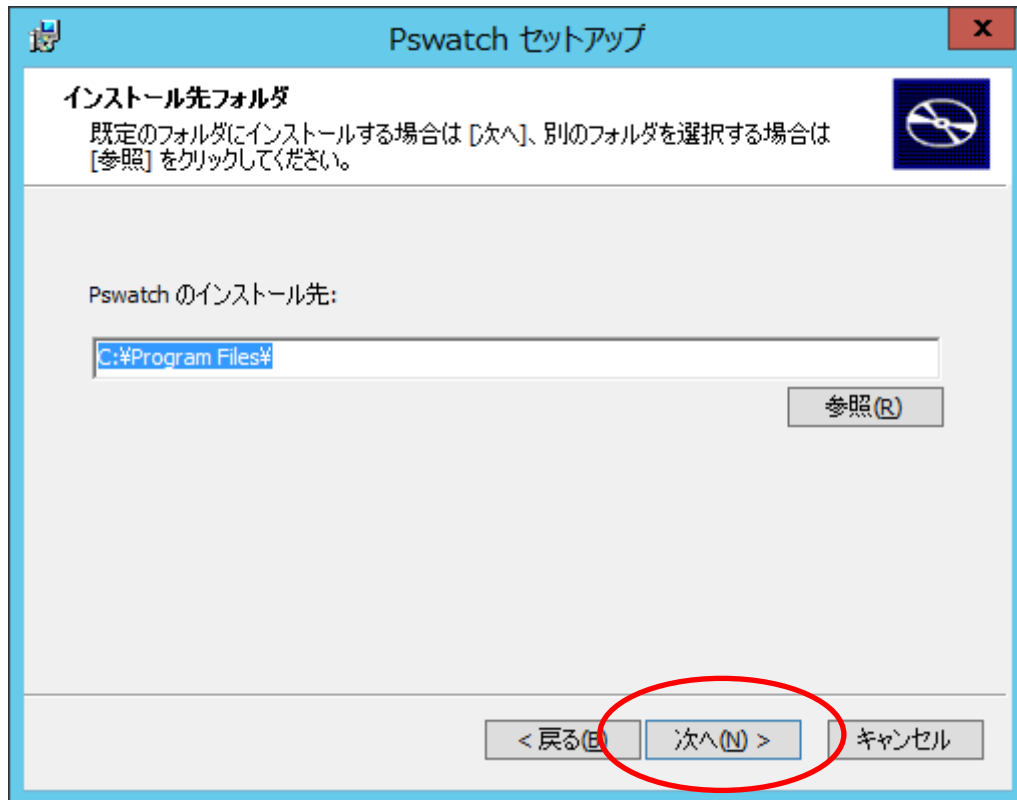 Pswatch セットアップ
x
インストール先フォルダ
既定のフォルダにインストールする場合は [次へ]、別のフォルダを選択する場合は
[参照] をクリックしてください。
Pswatch のインストール先:
C:¥Program Files¥
参照(R)
< 戻る(B) 次へ(N) > キャンセル